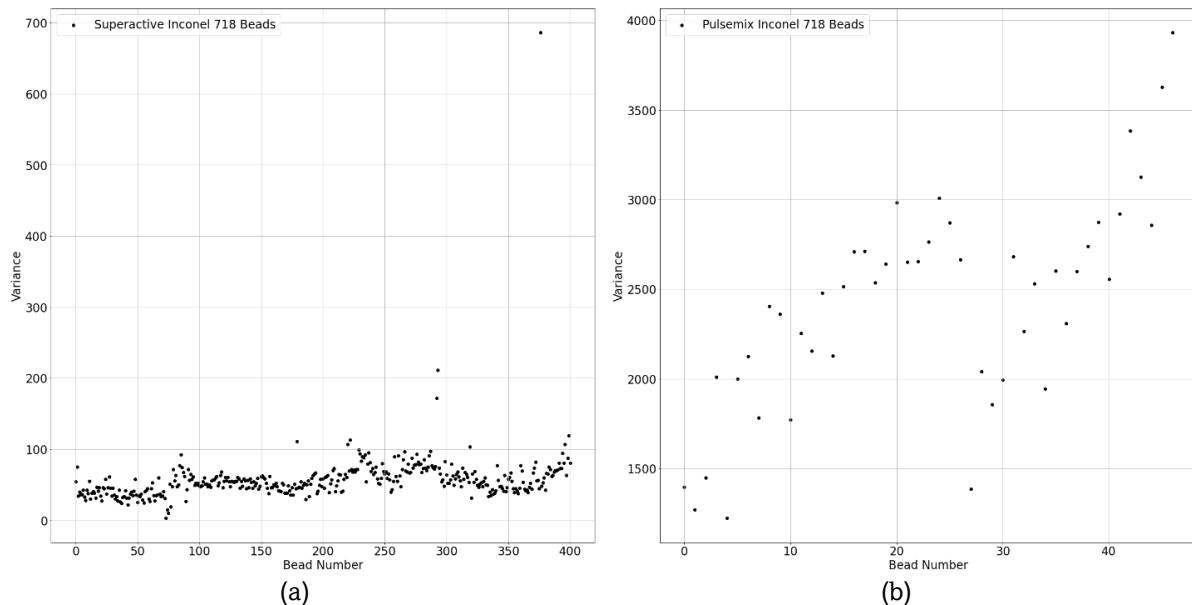 Superactive Inconel 718 Beads
700
600
500
400
300
200
100
0
Variance
0 50 100 150 200 250 300 350 400
Bead Number
(a)
Pulsemix Inconel 718 Beads
4000
3500
3000
2500
2000
1500
Variance
0 10 20 30 40
Bead Number
(b)